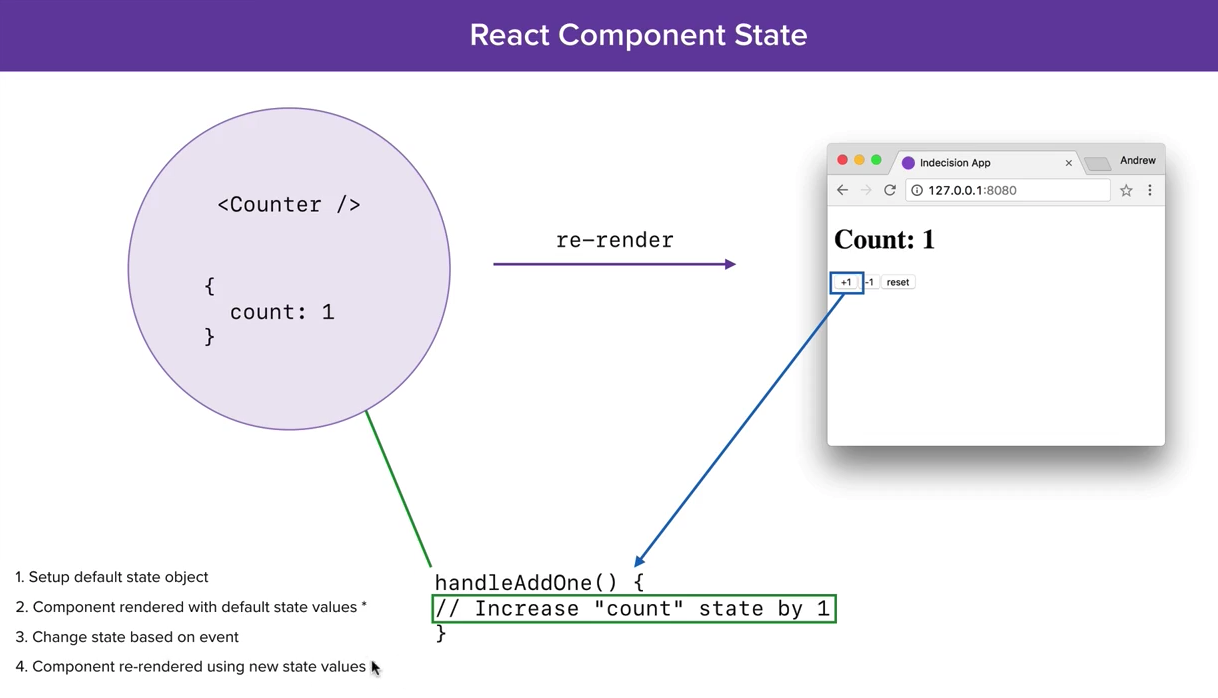 React Component State
<Counter />
{
count: 1
}
re-render
Indecision App
Andrew
127.0.0.1:8080
Count: 1
+1 -1 reset
handleAddOne() {
// Increase "count" state by 1
}
1. Setup default state object
2. Component rendered with default state values *
3. Change state based on event
4. Component re-rendered using new state values